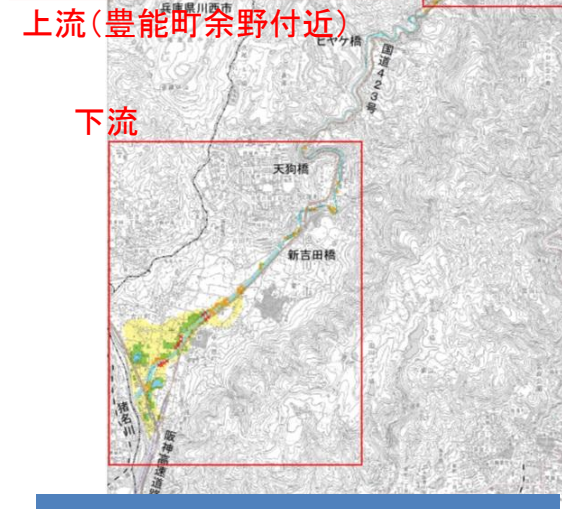 兵庫県川西市
上流(豊能町余野付近)
ヒヤケ橋
国道423号
下流
天狗橋
新吉田橋
猪名川
阪神高速道路